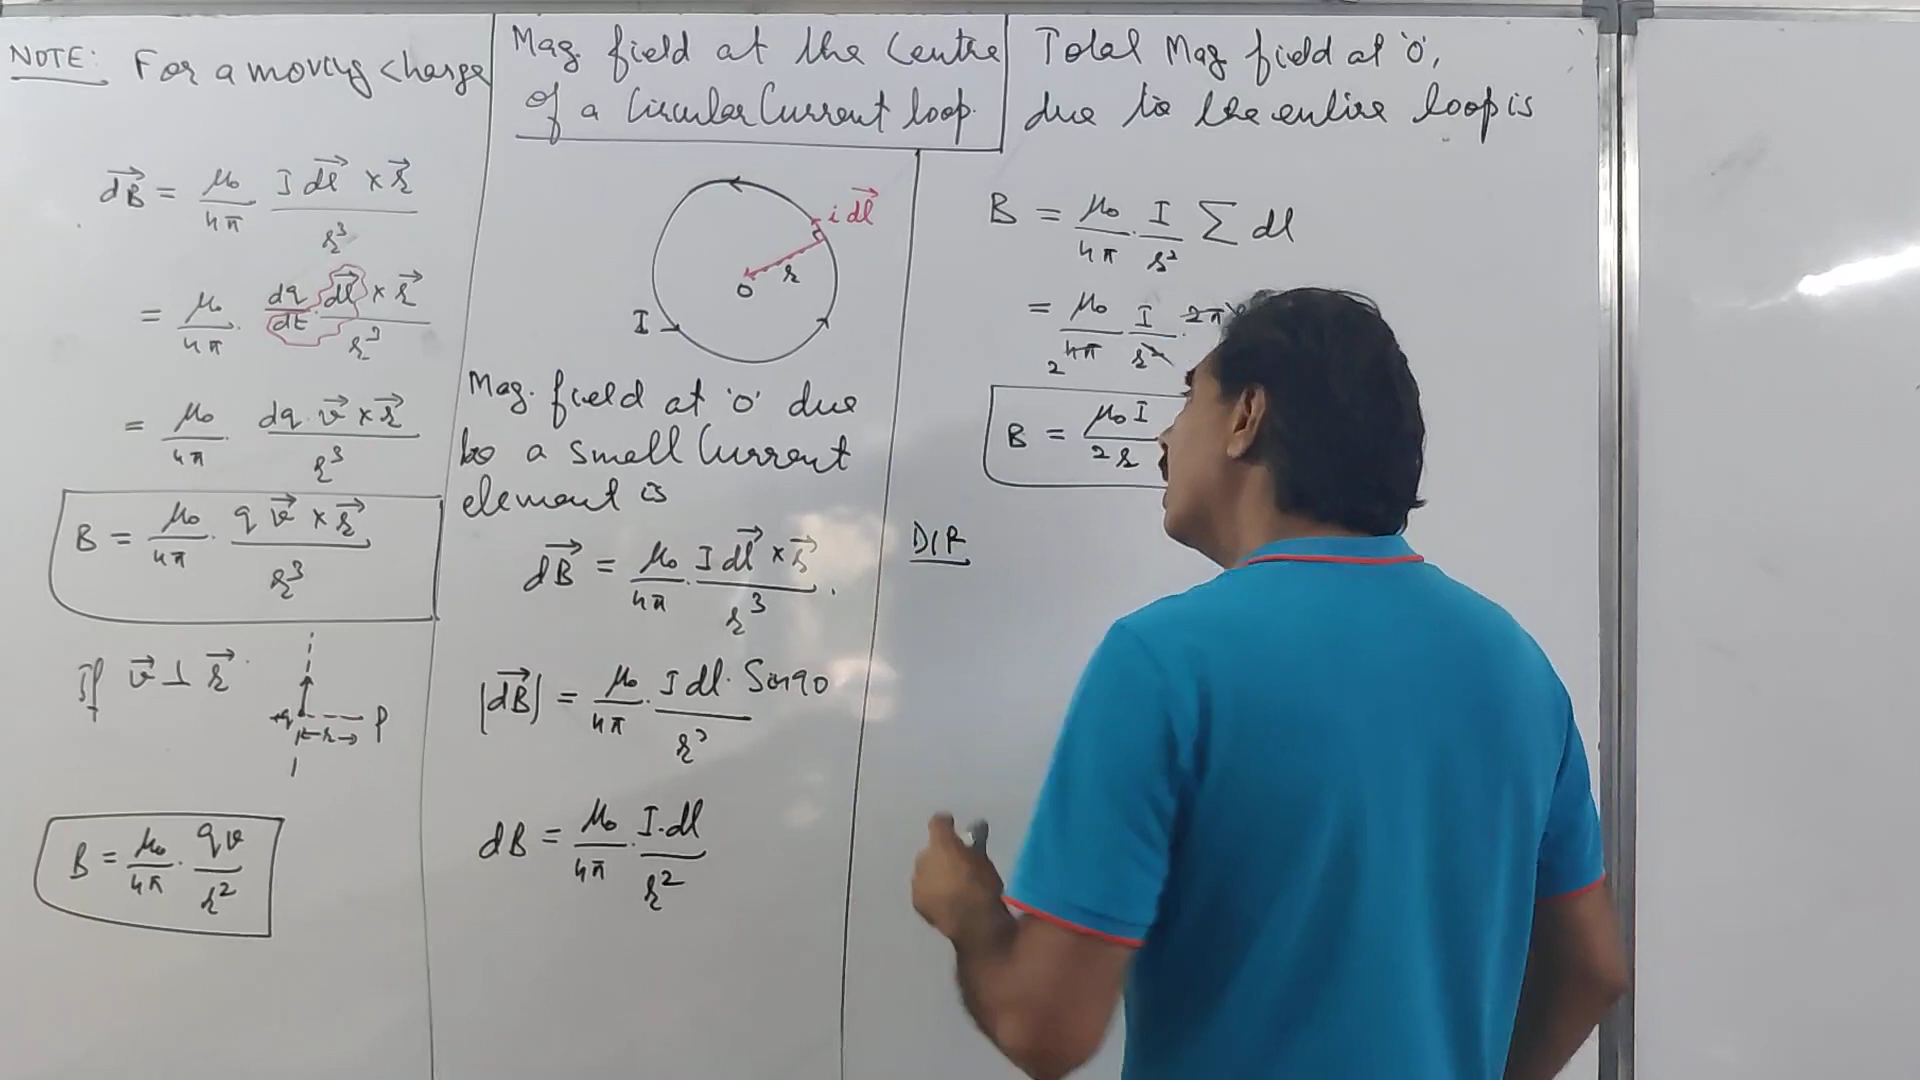 NOTE: For a moving charge
dB⃗ = μ₀/4π I dl⃗ × r⃗/r³
= μ₀/4π · dq/dt · dl⃗ × r⃗/r³
= μ₀/4π · dq · v⃗ × r⃗/r³
B = μ₀/4π · q v⃗ × r⃗/r³
If v⃗ ⊥ r⃗
+q r P
B = μ₀/4π · qv/r²
Mag. field at the Centre
of a Circular Current loop.
i dl⃗
r
O
I
Mag. field at 'O' due
to a small Current
element is
dB⃗ = μ₀/4π · I dl⃗ × r⃗/r³ .
|dB⃗| = μ₀/4π · I dl · Sin90/r²
dB = μ₀/4π · I·dl/r²
Total Mag field at 'O',
due to the entire loop is
B = μ₀/4π · I/r² Σ dl
= μ₀/4π · I/r² · 2π
2
B = μ₀I/2r
DIR